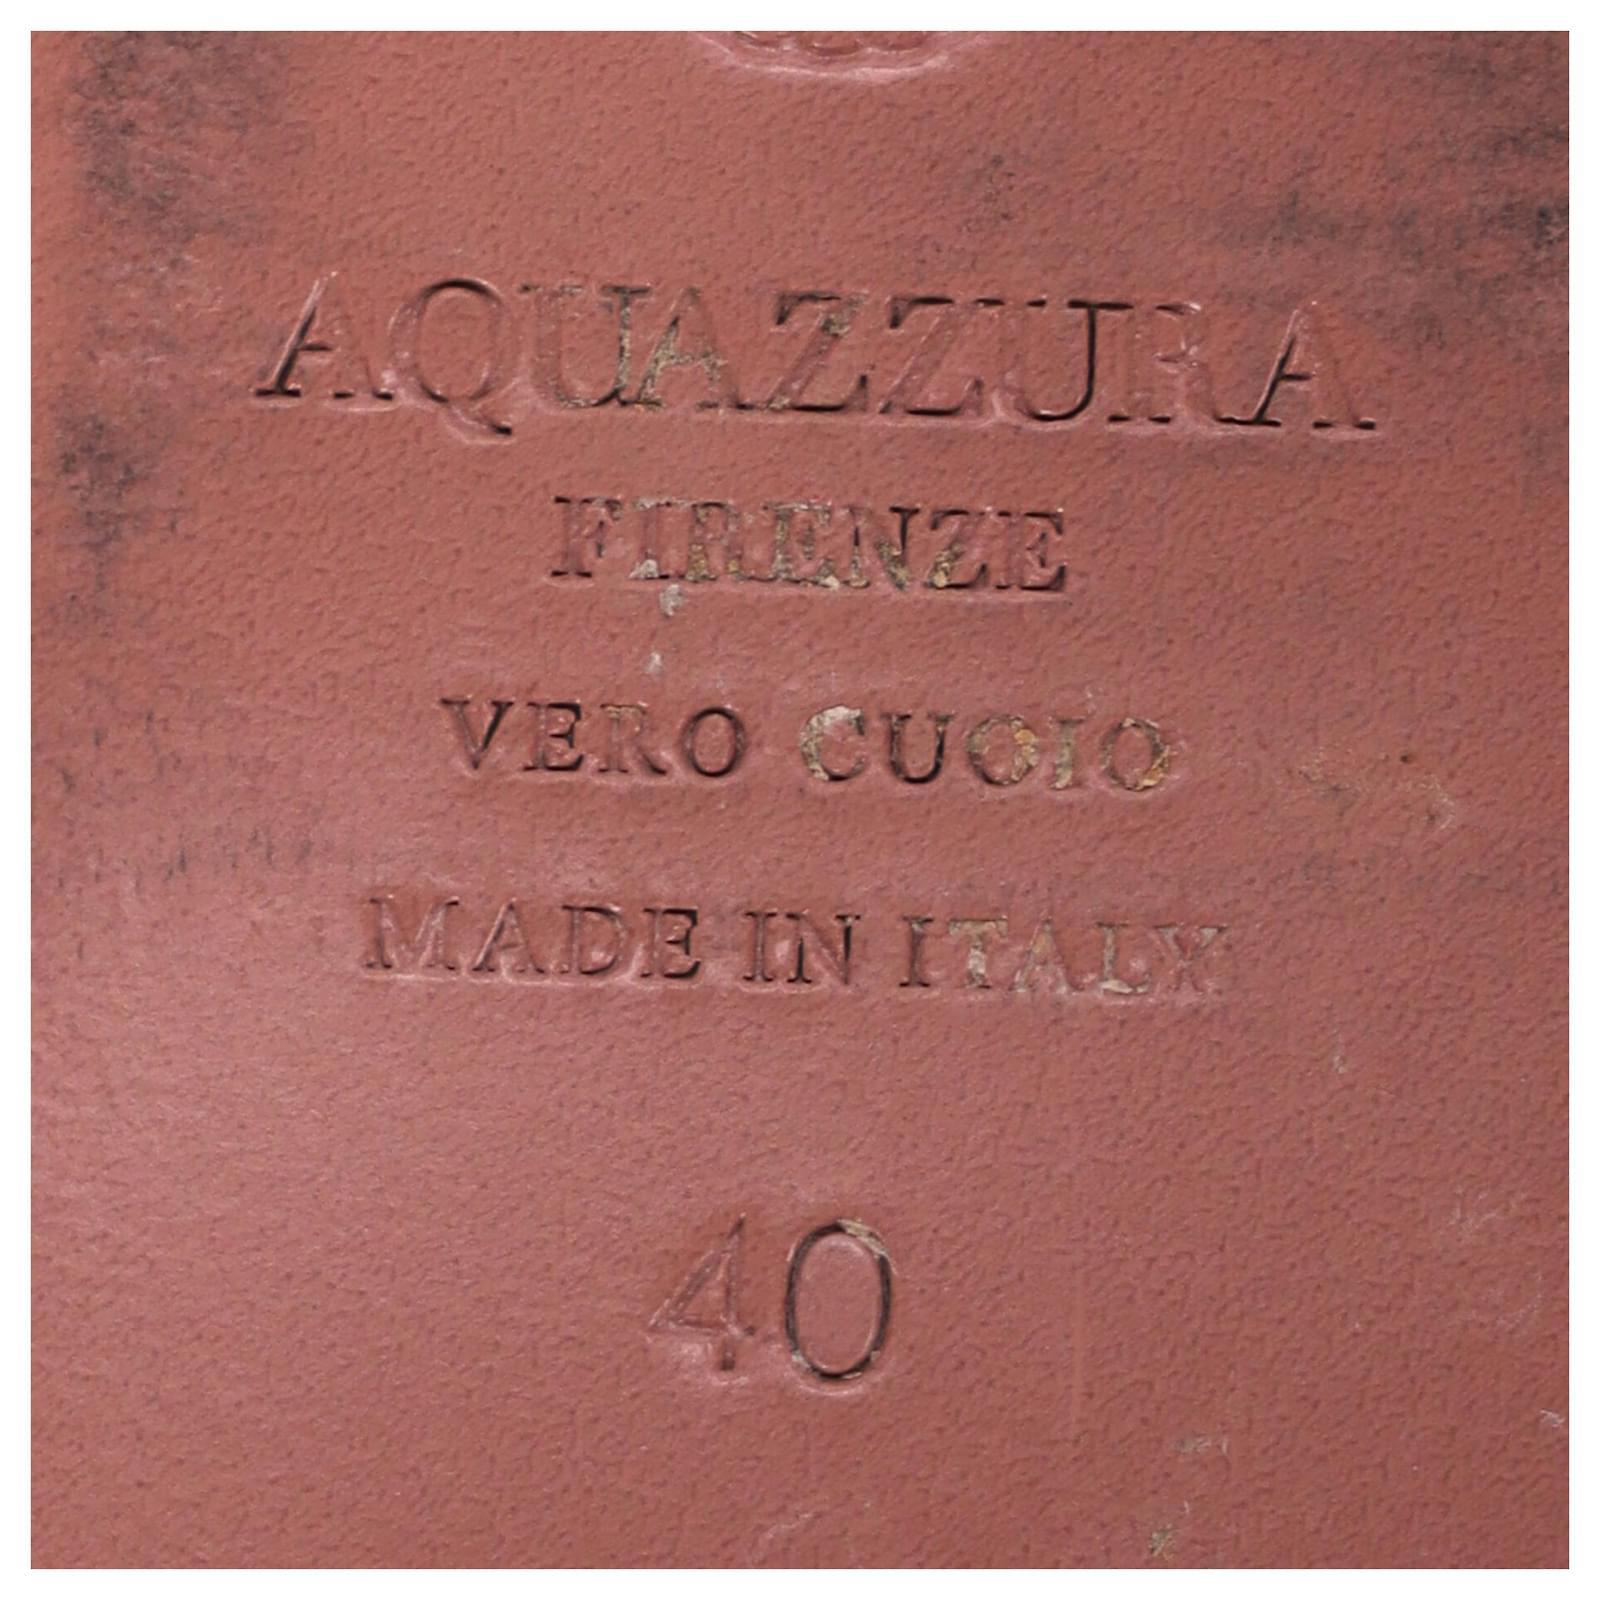 AQUAZZURA
FIRENZE
VERO CUOIO
MADE IN ITALY
40